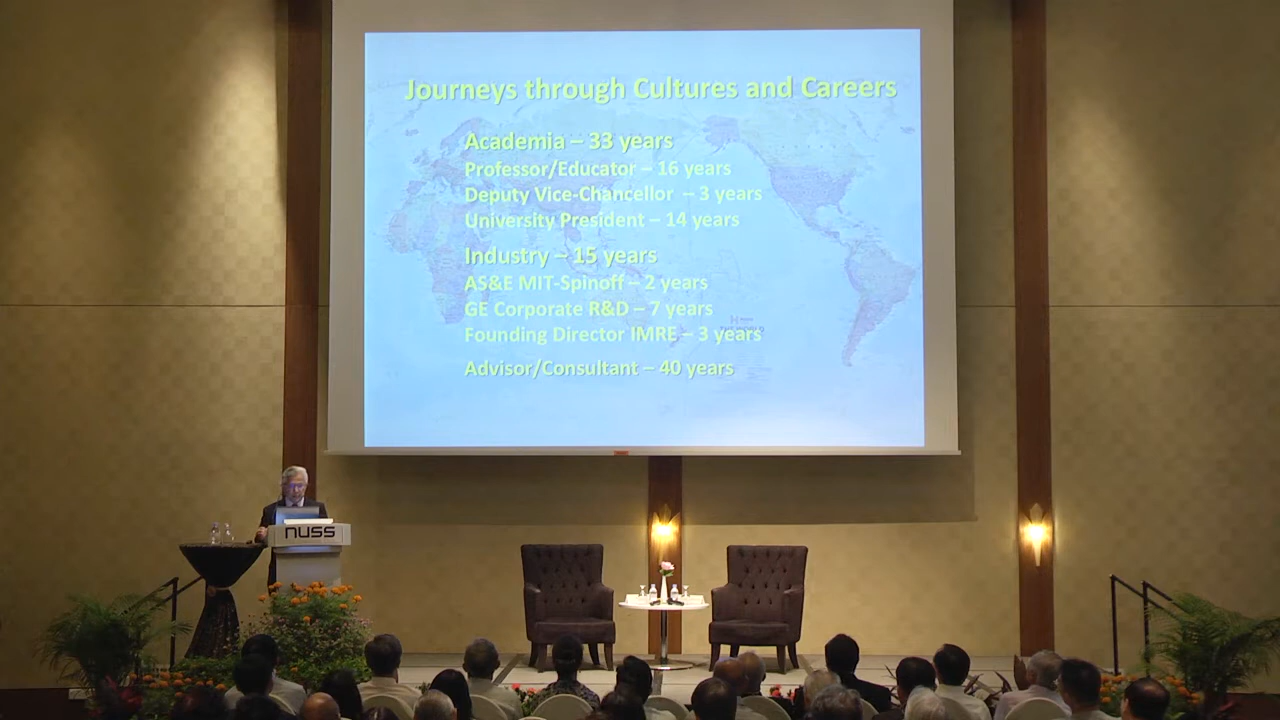 Journeys through Cultures and Careers
Academia – 33 years
Professor/Educator – 16 years
Deputy Vice-Chancellor – 3 years
University President – 14 years
Industry – 15 years
AS&E MIT-Spinoff – 2 years
GE Corporate R&D – 7 years
Founding Director IMRE – 3 years
Advisor/Consultant – 40 years
THE WORLD
nuss